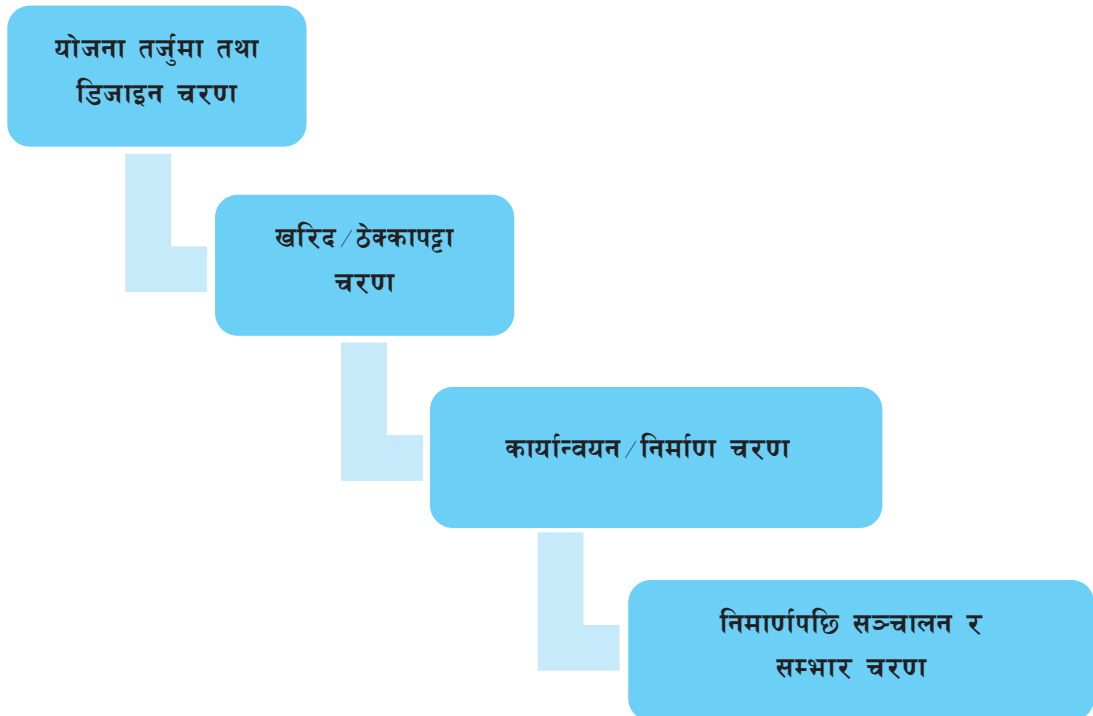 योजना तर्जुमा तथा
डिजाइन चरण
खरिद/ठेक्कापट्टा
चरण
कार्यान्वयन/निर्माण चरण
निमार्णपछि सञ्चालन र
सम्भार चरण